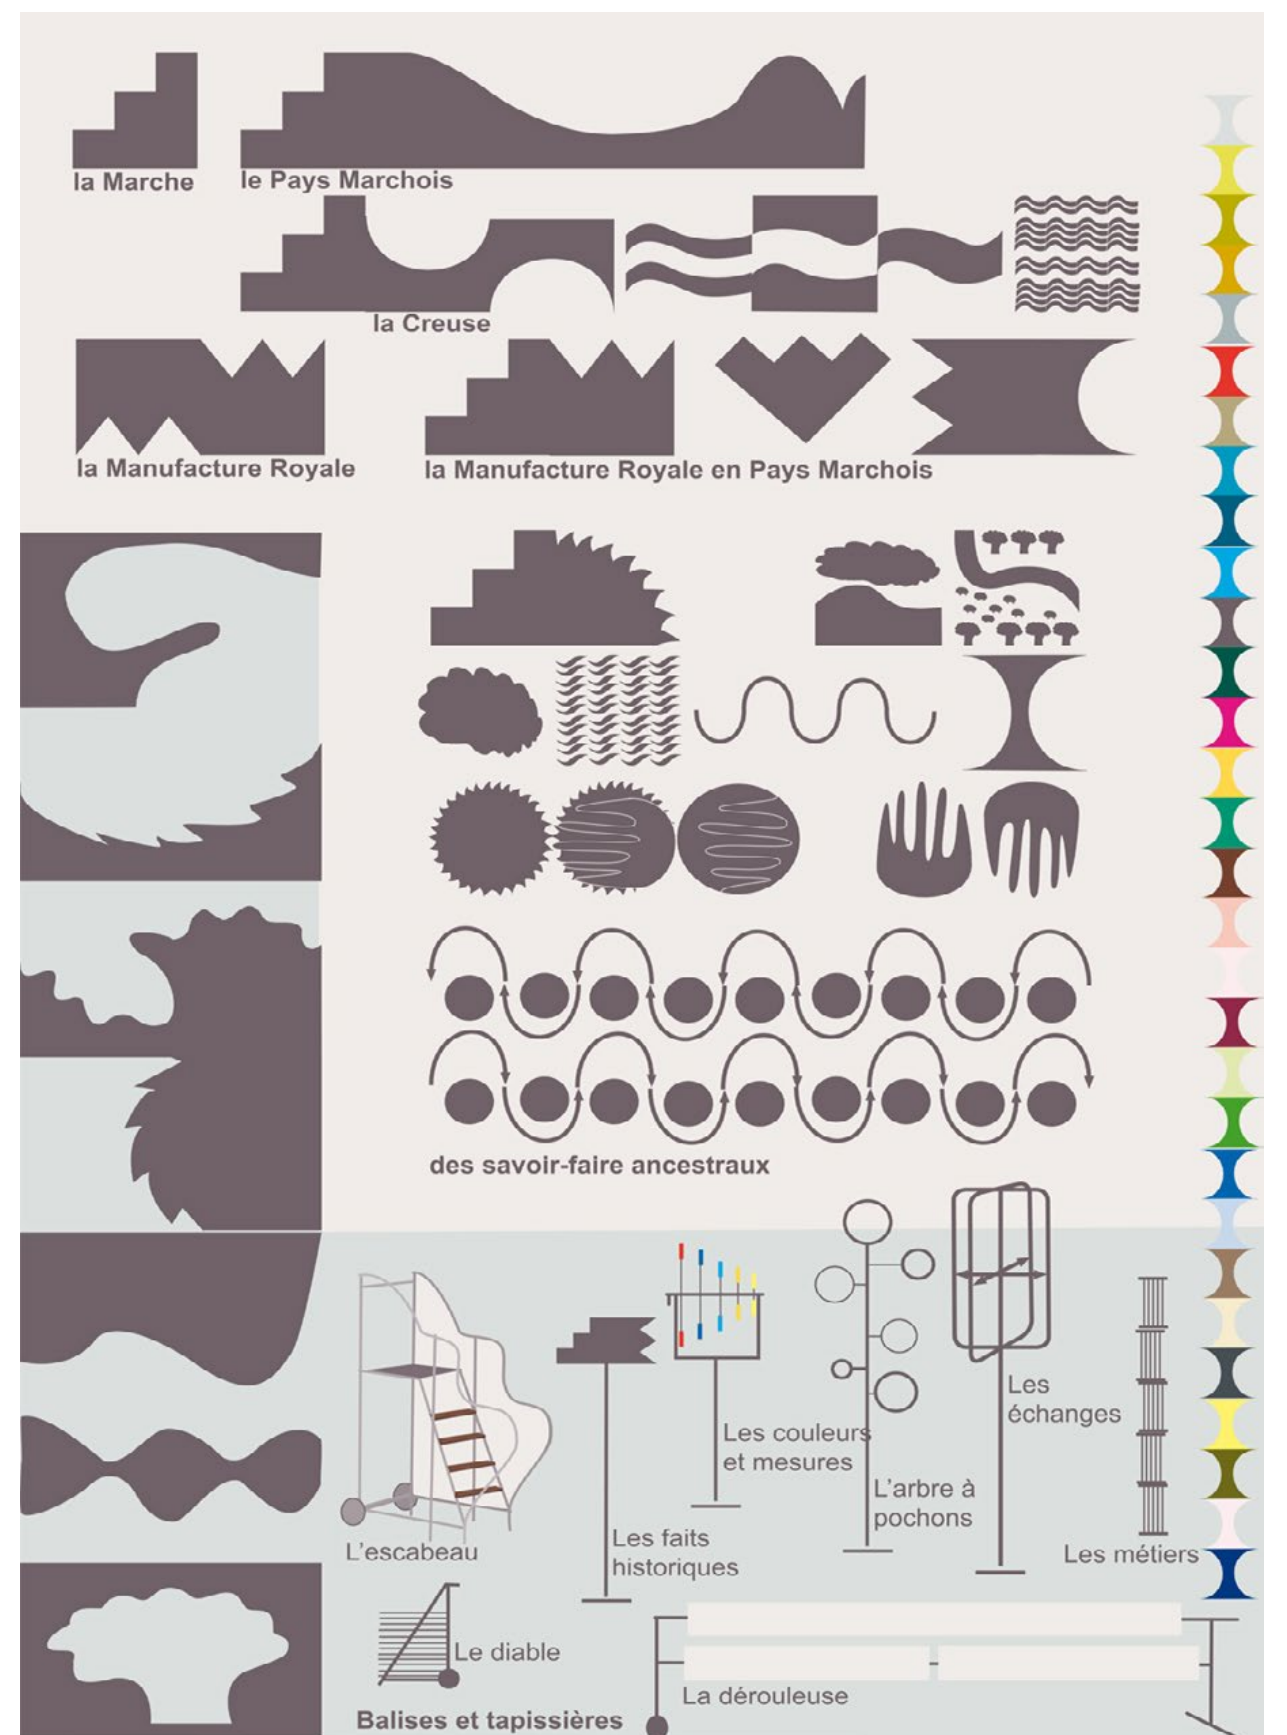 la Marche
le Pays Marchois
la Creuse
la Manufacture Royale
la Manufacture Royale en Pays Marchois
des savoir-faire ancestraux
Les
échanges
Les couleurs
et mesures
L'arbre à
pochons
Les faits
historiques
L'escabeau
Les métiers
Le diable
La dérouleuse
Balises et tapissières